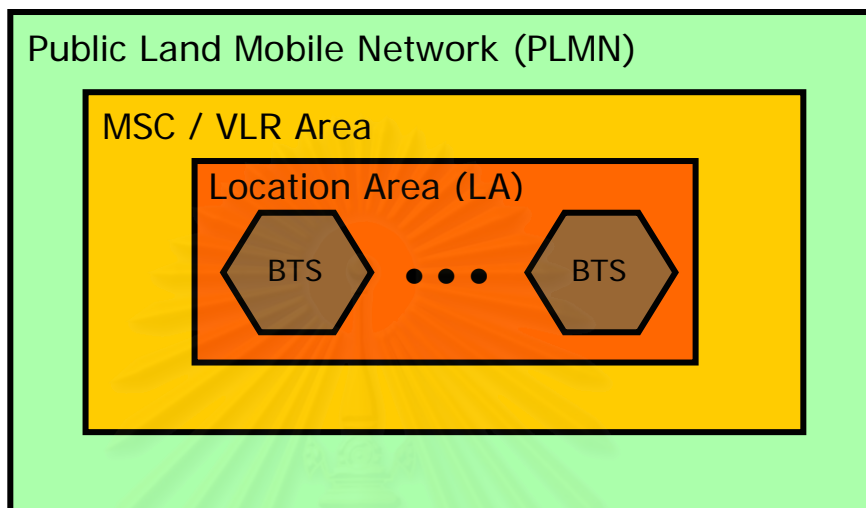 Public Land Mobile Network (PLMN)
MSC / VLR Area
Location Area (LA)
BTS BTS